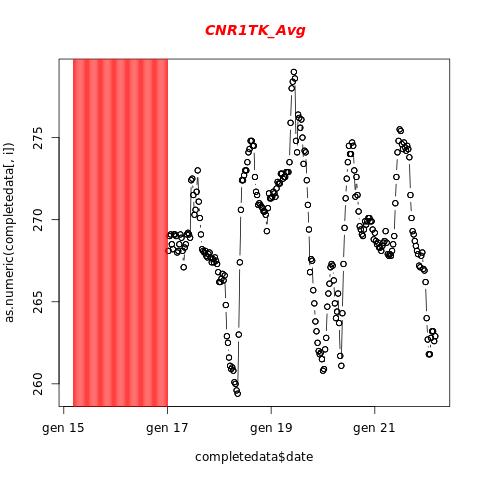 CNR1TK_Avg
as.numeric(completedata[, i])
275
270
265
260
gen 15
gen 17
gen 19
gen 21
completedata$date